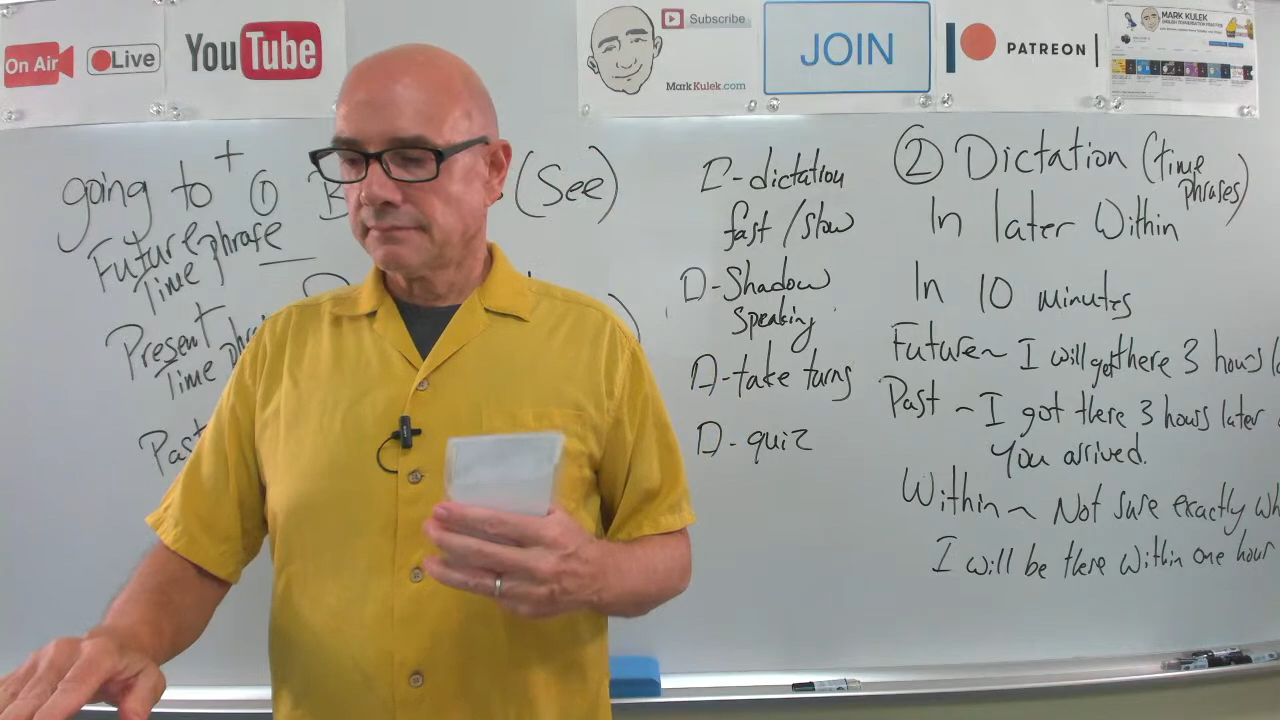 On Air
Live
YouTube
Subscribe
MarkKulek.com
JOIN
PATREON
MARK KULEK
going to + ① B (See)
Future
Time phrase
Present
Time
Past
D-dictation
fast / slow
D-Shadow
Speaking
D-take turns
D-quiz
② Dictation (time
phrases)
In later Within
In 10 minutes
Future ~ I will get there 3 hours
Past ~ I got there 3 hours later
you arrived.
Within ~ Not sure exactly
I will be there within one hour